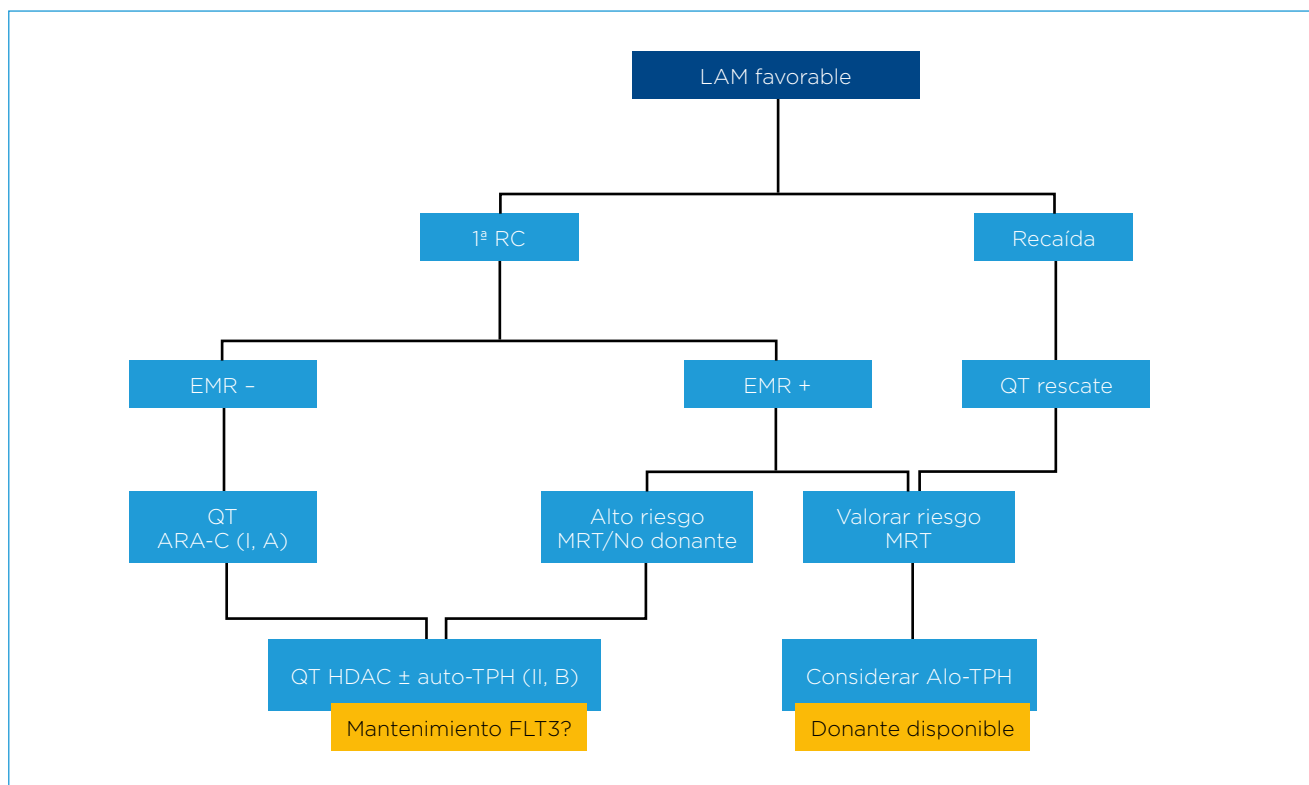 LAM favorable
1ª RC
Recaída
EMR –
EMR +
QT rescate
QT
ARA-C (I, A)
Alto riesgo
MRT/No donante
Valorar riesgo
MRT
QT HDAC ± auto-TPH (II, B)
Considerar Alo-TPH
Mantenimiento FLT3?
Donante disponible